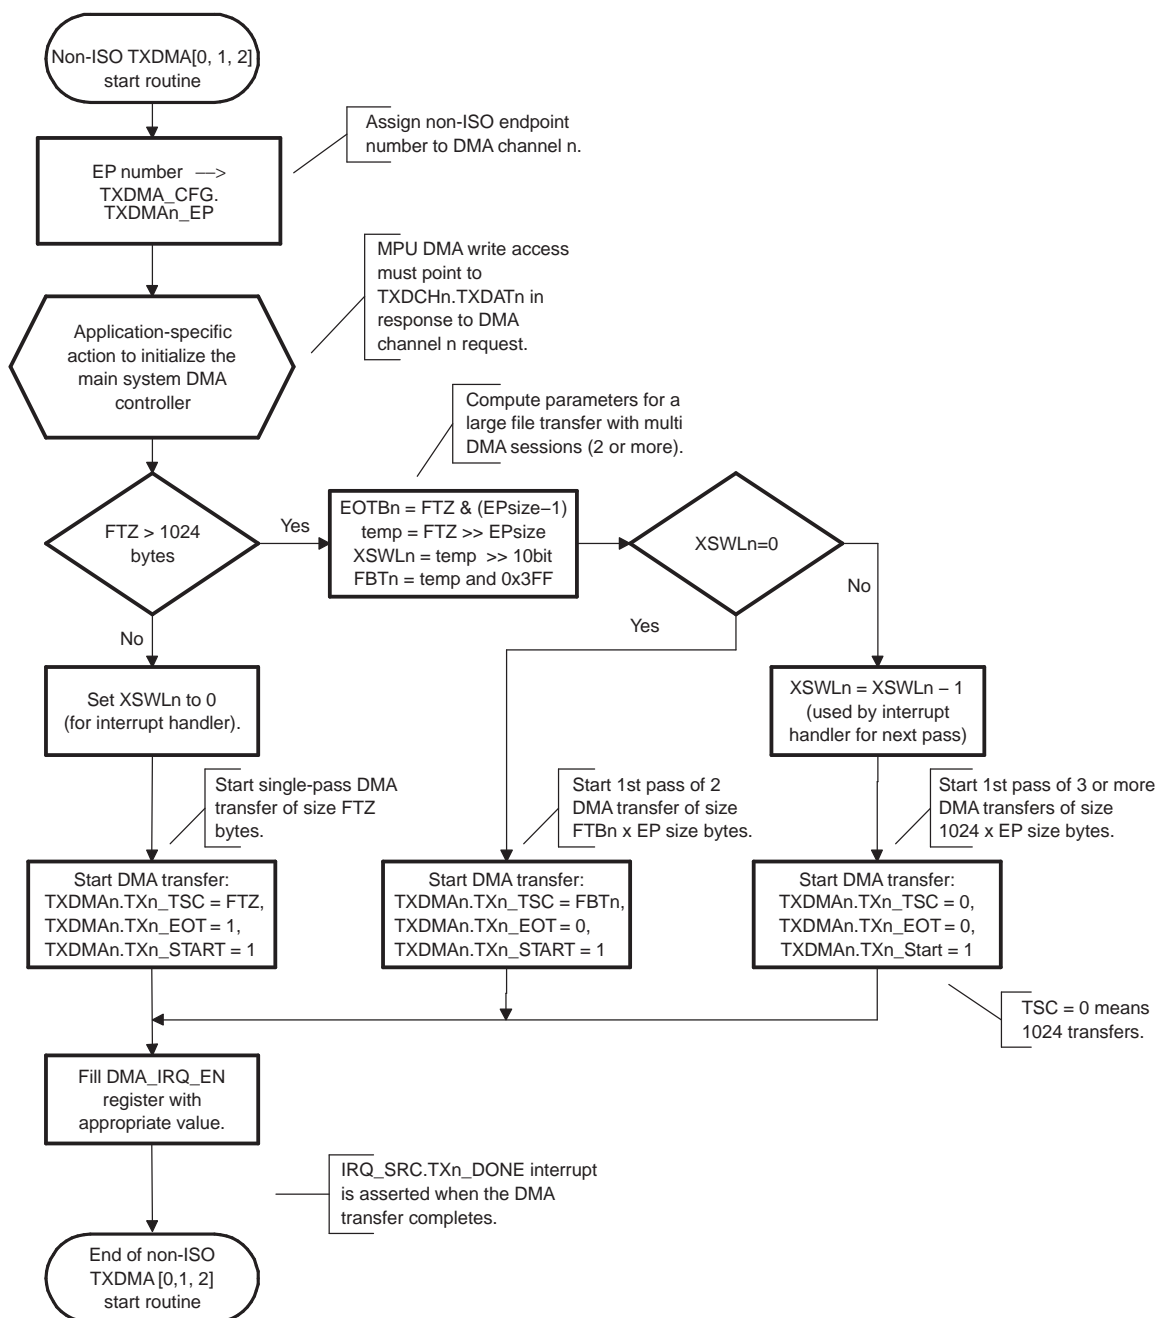 Non-ISO TXDMA[0, 1, 2]
start routine
Assign non-ISO endpoint
number to DMA channel n.
EP number −−>
TXDMA_CFG.
TXDMAn_EP
MPU DMA write access
must point to
TXDCHn.TXDATn in
response to DMA
channel n request.
Application-specific
action to initialize the
main system DMA
controller
Compute parameters for a
large file transfer with multi
DMA sessions (2 or more).
FTZ > 1024
bytes
Yes
EOTBn = FTZ & (EPsize−1)
temp = FTZ >> EPsize
XSWLn = temp >> 10bit
FBTn = temp and 0x3FF
XSWLn=0
No
Yes
No
Set XSWLn to 0
(for interrupt handler).
XSWLn = XSWLn − 1
(used by interrupt
handler for next pass)
Start single-pass DMA
transfer of size FTZ
bytes.
Start 1st pass of 2
DMA transfer of size
FTBn x EP size bytes.
Start 1st pass of 3 or more
DMA transfers of size
1024 x EP size bytes.
Start DMA transfer:
TXDMAn.TXn_TSC = FTZ,
TXDMAn.TXn_EOT = 1,
TXDMAn.TXn_START = 1
Start DMA transfer:
TXDMAn.TXn_TSC = FBTn,
TXDMAn.TXn_EOT = 0,
TXDMAn.TXn_START = 1
Start DMA transfer:
TXDMAn.TXn_TSC = 0,
TXDMAn.TXn_EOT = 0,
TXDMAn.TXn_Start = 1
TSC = 0 means
1024 transfers.
Fill DMA_IRQ_EN
register with
appropriate value.
IRQ_SRC.TXn_DONE interrupt
is asserted when the DMA
transfer completes.
End of non-ISO
TXDMA [0,1, 2]
start routine